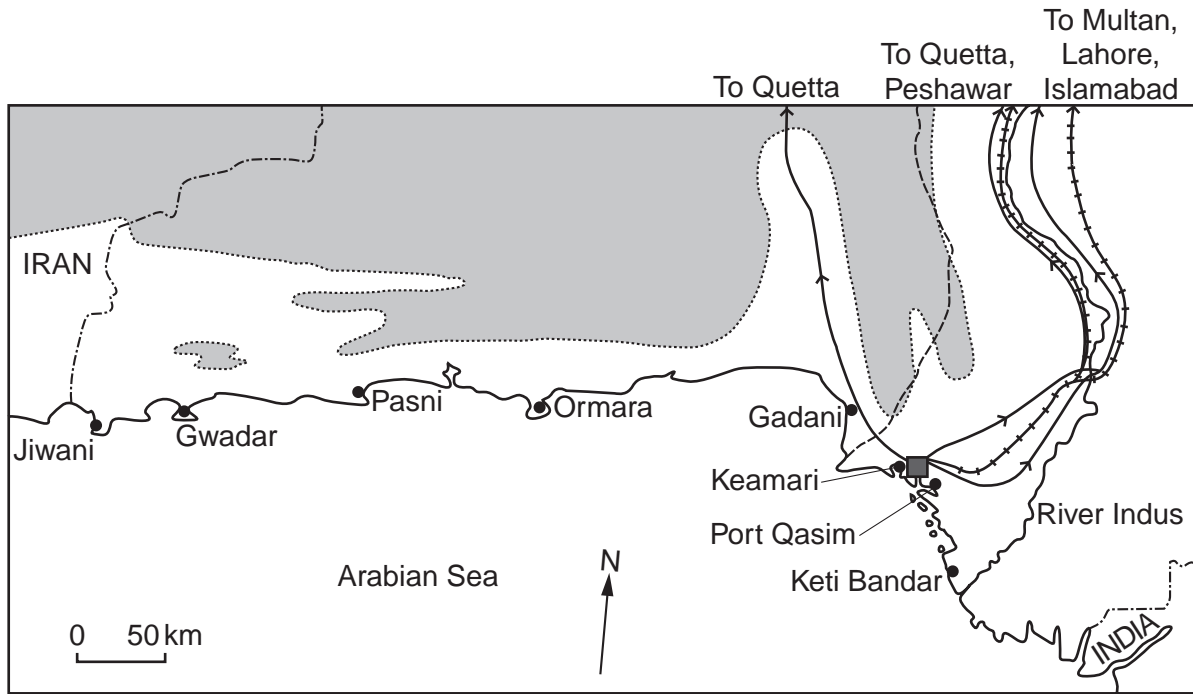 To Multan,
Lahore,
Islamabad
To Quetta,
Peshawar
To Quetta
IRAN
Jiwani
Gwadar
Pasni
Ormara
Gadani
Keamari
Port Qasim
River Indus
Keti Bandar
Arabian Sea
N
INDIA
0 50 km